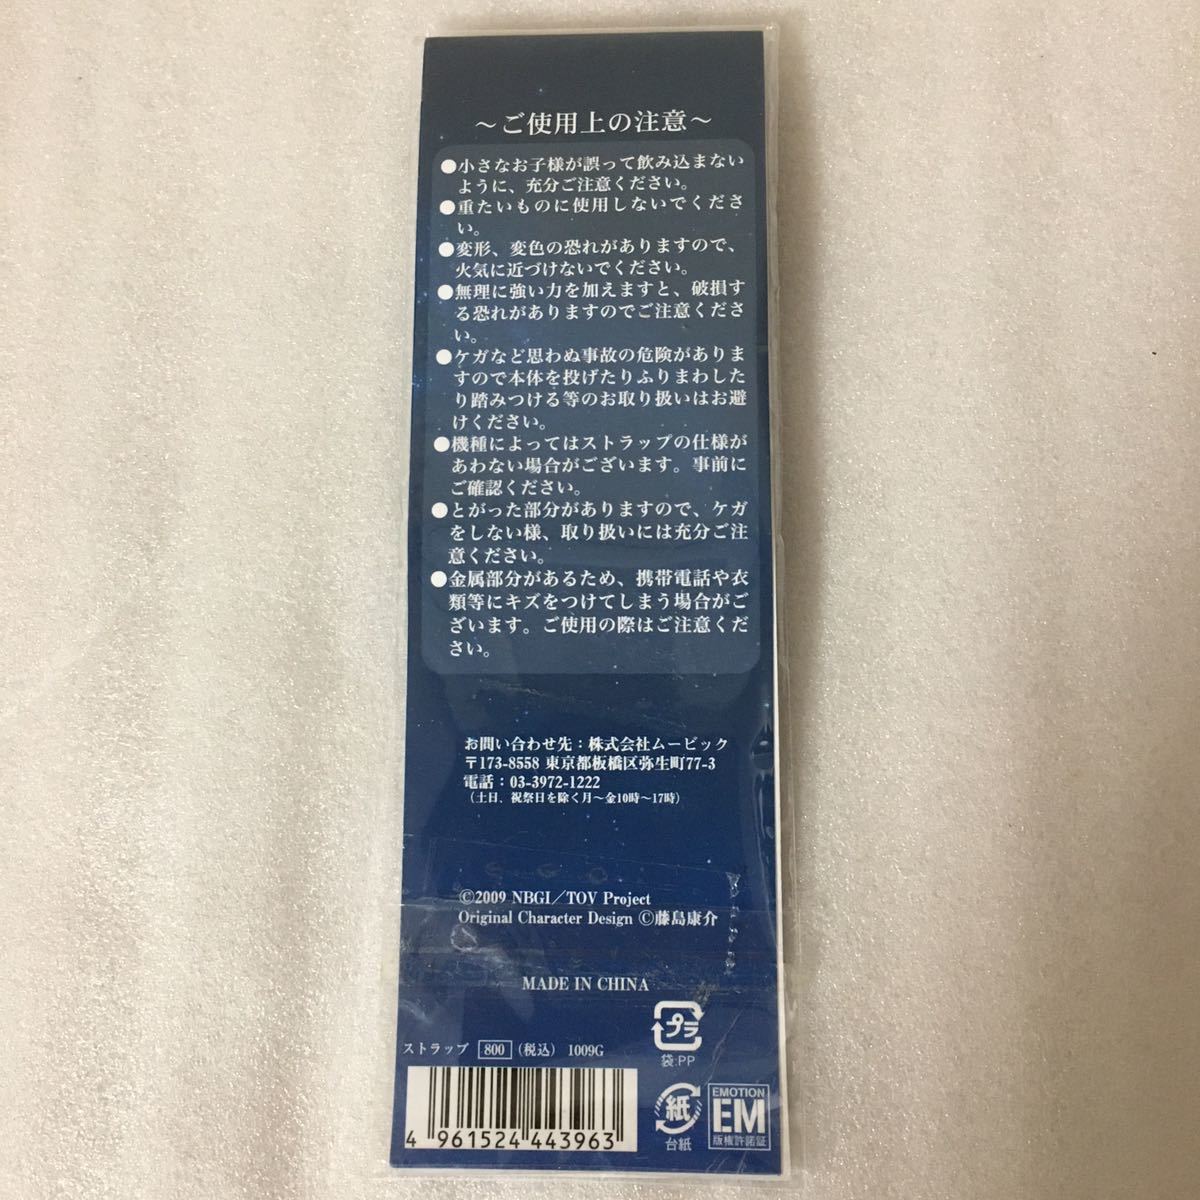 ～ご使用上の注意～
●小さなお子様が誤って飲み込まない
ように、充分ご注意ください。
●重たいものに使用しないでくださ
い。
●変形、変色の恐れがありますので、
火気に近づけないでください。
●無理に強い力を加えますと、破損す
る恐れがありますのでご注意くださ
い。
●ケガなど思わぬ事故の危険がありま
すので本体を投げたりふりまわした
り踏みつける等のお取り扱いはお避
けください。
●機種によってはストラップの仕様が
あわない場合がございます。事前に
ご確認ください。
●とがった部分がありますので、ケガ
をしない様、取り扱いには充分ご注
意ください。
●金属部分があるため、携帯電話や衣
類等にキズをつけてしまう場合がご
ざいます。ご使用の際はご注意くだ
さい。
お問い合わせ先：株式会社ムービック
〒173-8558 東京都板橋区弥生町77-3
電話：03-3972-1222
（土日、祝祭日を除く月～金10時～17時）
©2009 NBGI／TOV Project
Original Character Design ©藤島康介
MADE IN CHINA
プラ
袋:PP
ストラップ 800 (税込) 1009G
4 961524 443963
紙
台紙
EMOTION
EM
版権許諾証